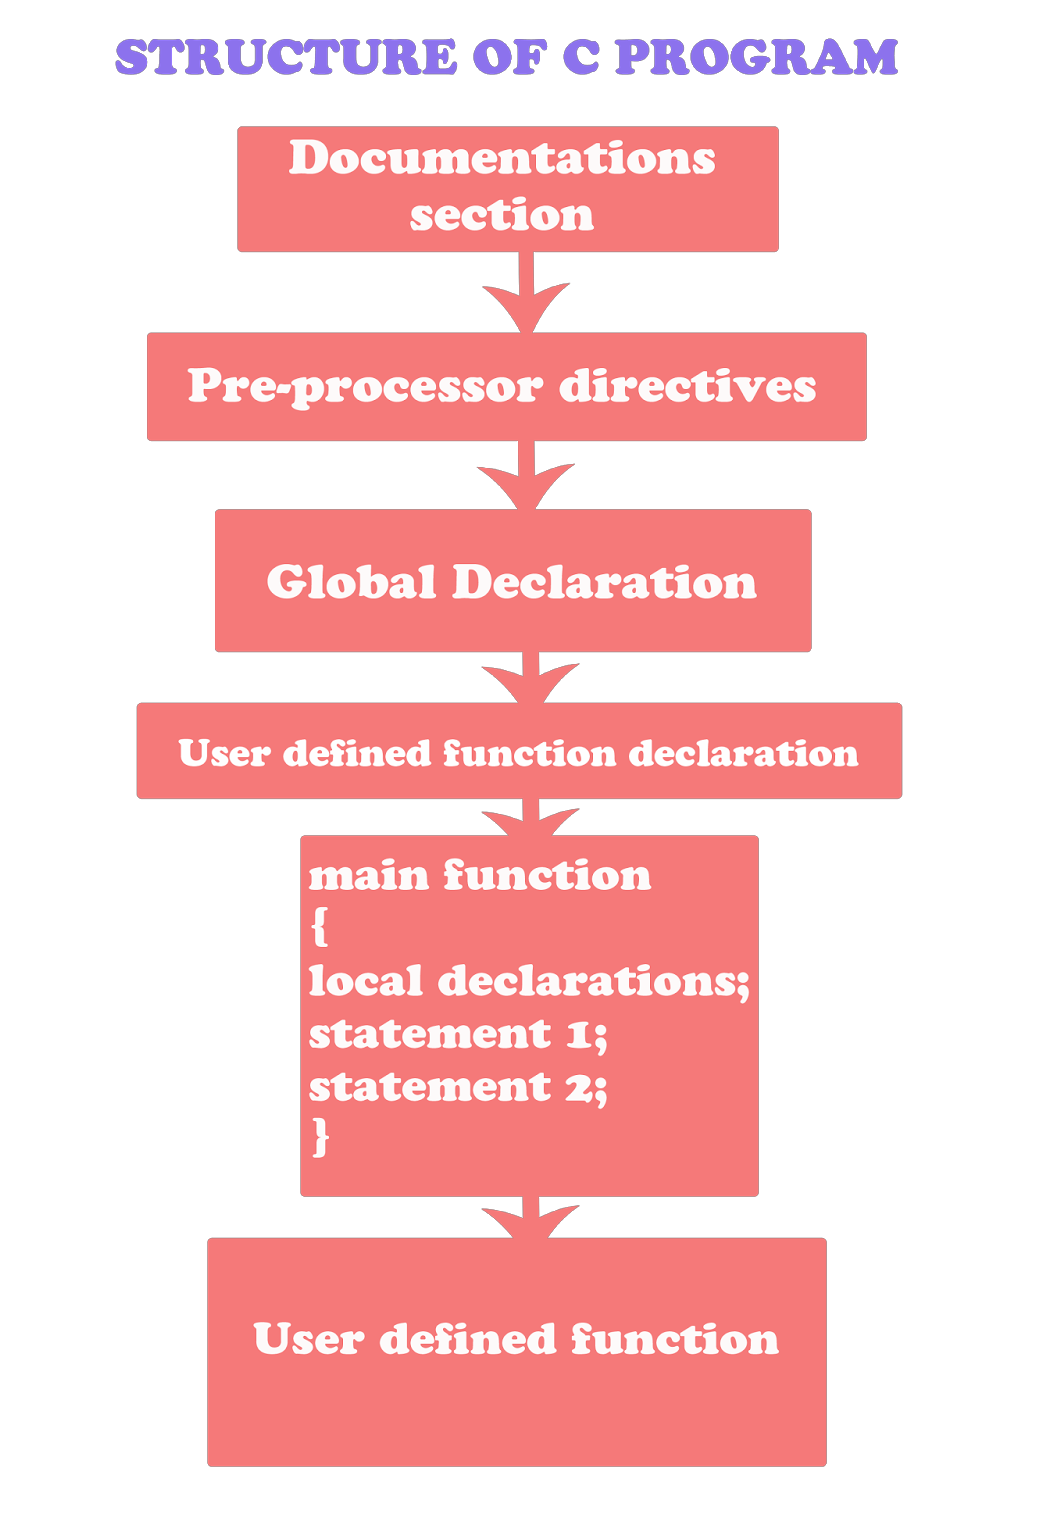 STRUCTURE OF C PROGRAM
Documentations
section
Pre-processor directives
Global Declaration
User defined function declaration
main function
{
local declarations;
statement 1;
statement 2;
}
User defined function